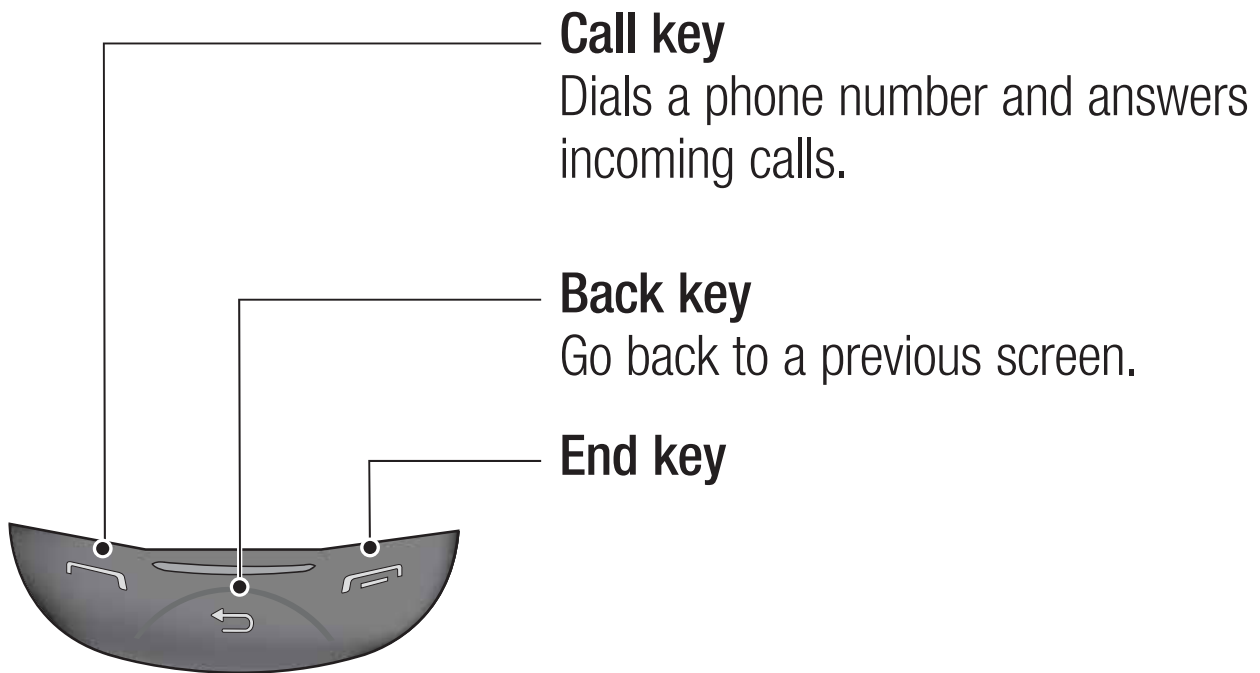 Call key
Dials a phone number and answers
incoming calls.
Back key
Go back to a previous screen.
End key